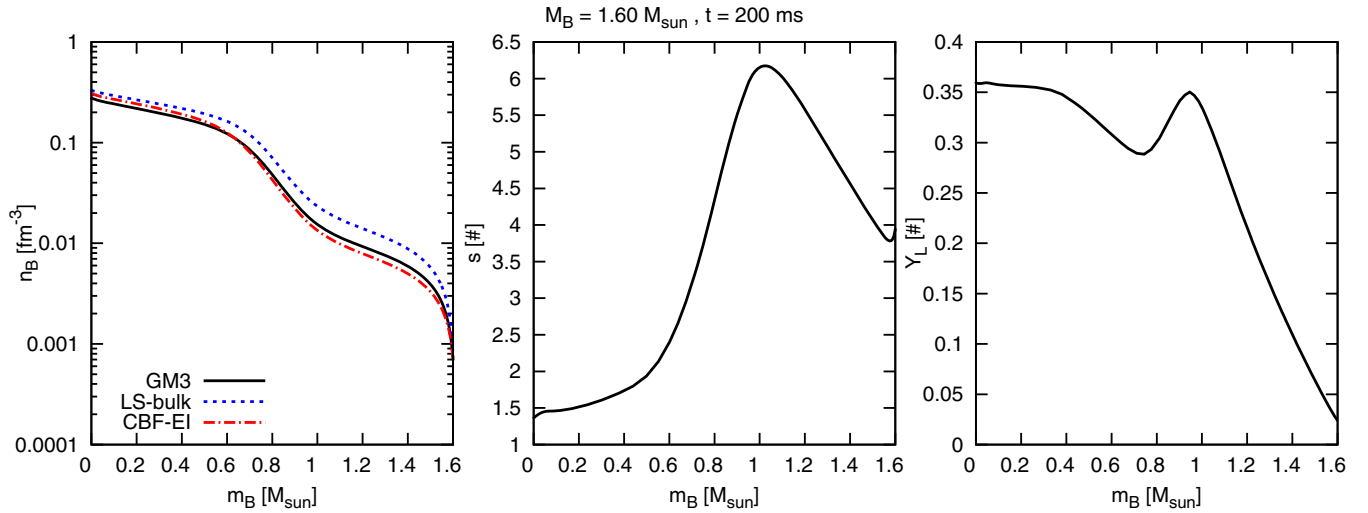 M_B = 1.60 M_sun , t = 200 ms
n_B [fm^-3]
1
0.1
0.01
0.001
0.0001
GM3
LS-bulk
CBF-EI
0 0.2 0.4 0.6 0.8 1 1.2 1.4 1.6
m_B [M_sun]
s [#]
6.5
6
5.5
5
4.5
4
3.5
3
2.5
2
1.5
1
0 0.2 0.4 0.6 0.8 1 1.2 1.4 1.6
m_B [M_sun]
Y_L [#]
0.4
0.35
0.3
0.25
0.2
0.15
0.1
0.05
0
0 0.2 0.4 0.6 0.8 1 1.2 1.4 1.6
m_B [M_sun]